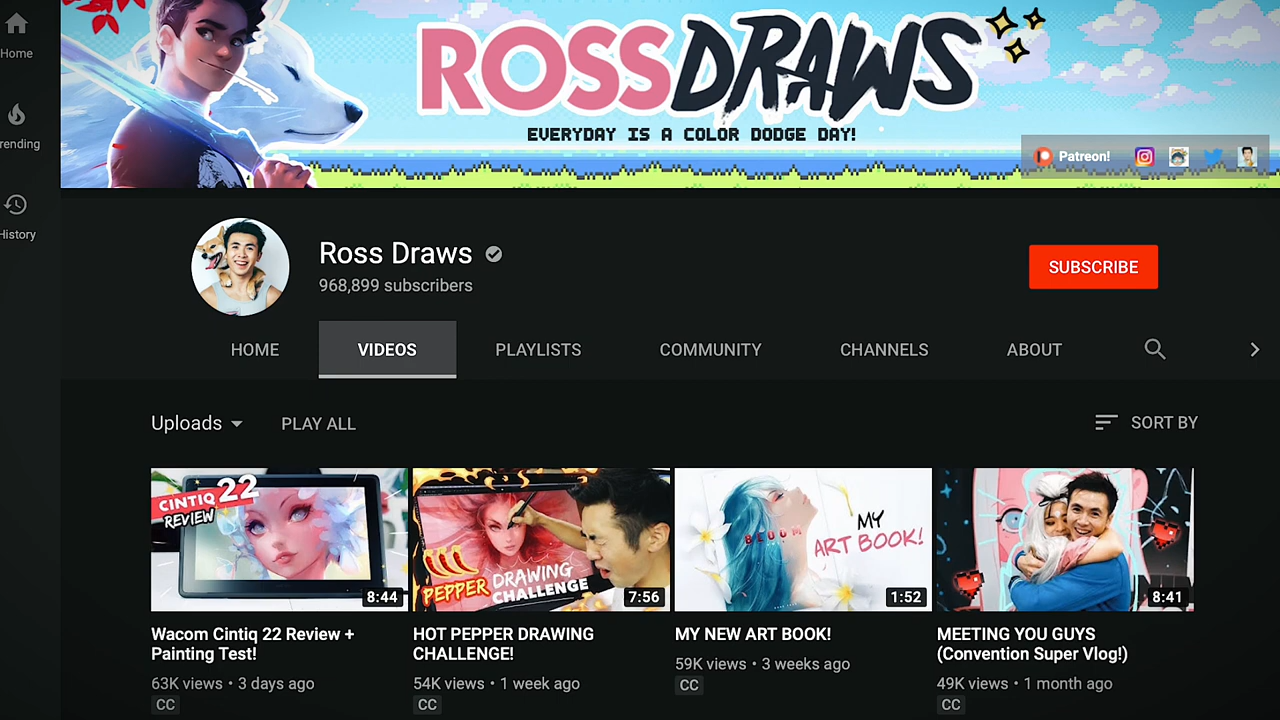 Home
rending
History
ROSSDRAWS
EVERYDAY IS A COLOR DODGE DAY!
Patreon!
Ross Draws
968,899 subscribers
SUBSCRIBE
HOME
VIDEOS
PLAYLISTS
COMMUNITY
CHANNELS
ABOUT
Uploads
PLAY ALL
SORT BY
CINTIQ 22
REVIEW
8:44
PEPPER DRAWING
CHALLENGE
7:56
BLOOM
MY
ART BOOK!
1:52
8:41
Wacom Cintiq 22 Review +
Painting Test!
63K views • 3 days ago
CC
HOT PEPPER DRAWING
CHALLENGE!
54K views • 1 week ago
CC
MY NEW ART BOOK!
59K views • 3 weeks ago
CC
MEETING YOU GUYS
(Convention Super Vlog!)
49K views • 1 month ago
CC